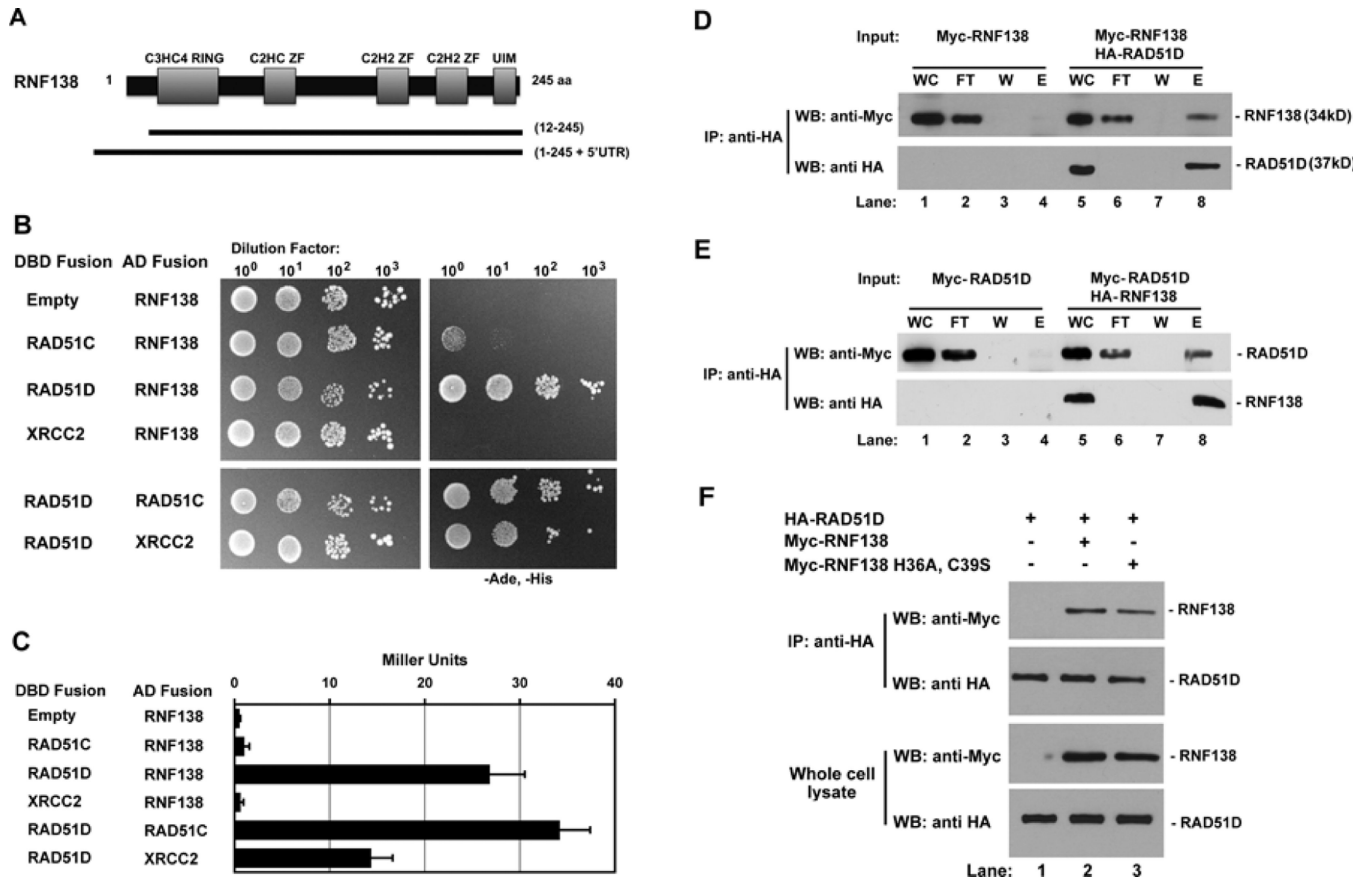 A
C3HC4 RING C2HC ZF C2H2 ZF C2H2 ZF UIM
RNF138 1 245 aa
(12-245)
(1-245 + 5'UTR)
B
Dilution Factor:
DBD Fusion AD Fusion 10⁰ 10¹ 10² 10³ 10⁰ 10¹ 10² 10³
Empty RNF138
RAD51C RNF138
RAD51D RNF138
XRCC2 RNF138
RAD51D RAD51C
RAD51D XRCC2
-Ade, -His
C
Miller Units
DBD Fusion AD Fusion 0 10 20 30 40
Empty RNF138
RAD51C RNF138
RAD51D RNF138
XRCC2 RNF138
RAD51D RAD51C
RAD51D XRCC2
D
Input: Myc-RNF138 Myc-RNF138
HA-RAD51D
WC FT W E WC FT W E
IP: anti-HA
WB: anti-Myc - RNF138 (34kD)
WB: anti HA - RAD51D (37kD)
Lane: 1 2 3 4 5 6 7 8
E
Input: Myc-RAD51D Myc-RAD51D
HA-RNF138
WC FT W E WC FT W E
IP: anti-HA
WB: anti-Myc - RAD51D
WB: anti HA - RNF138
Lane: 1 2 3 4 5 6 7 8
F
HA-RAD51D + + +
Myc-RNF138 - + -
Myc-RNF138 H36A, C39S - - +
IP: anti-HA
WB: anti-Myc - RNF138
WB: anti HA - RAD51D
Whole cell
lysate
WB: anti-Myc - RNF138
WB: anti HA - RAD51D
Lane: 1 2 3